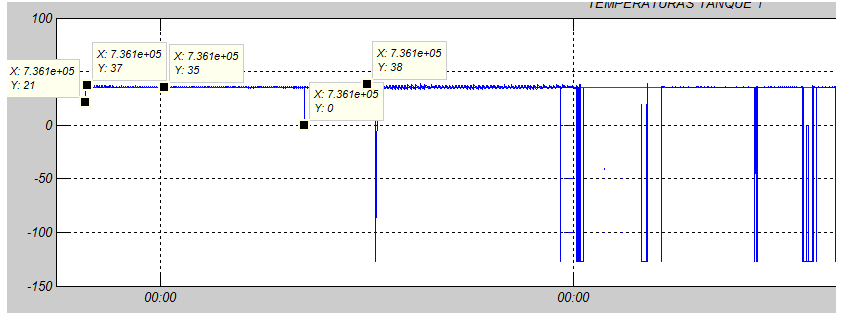 TEMPERATURAS TANQUE 1
100
X: 7.361e+05
Y: 21
X: 7.361e+05
Y: 37
X: 7.361e+05
Y: 35
X: 7.361e+05
Y: 0
X: 7.361e+05
Y: 38
0
-50
-100
-150
00:00
00:00